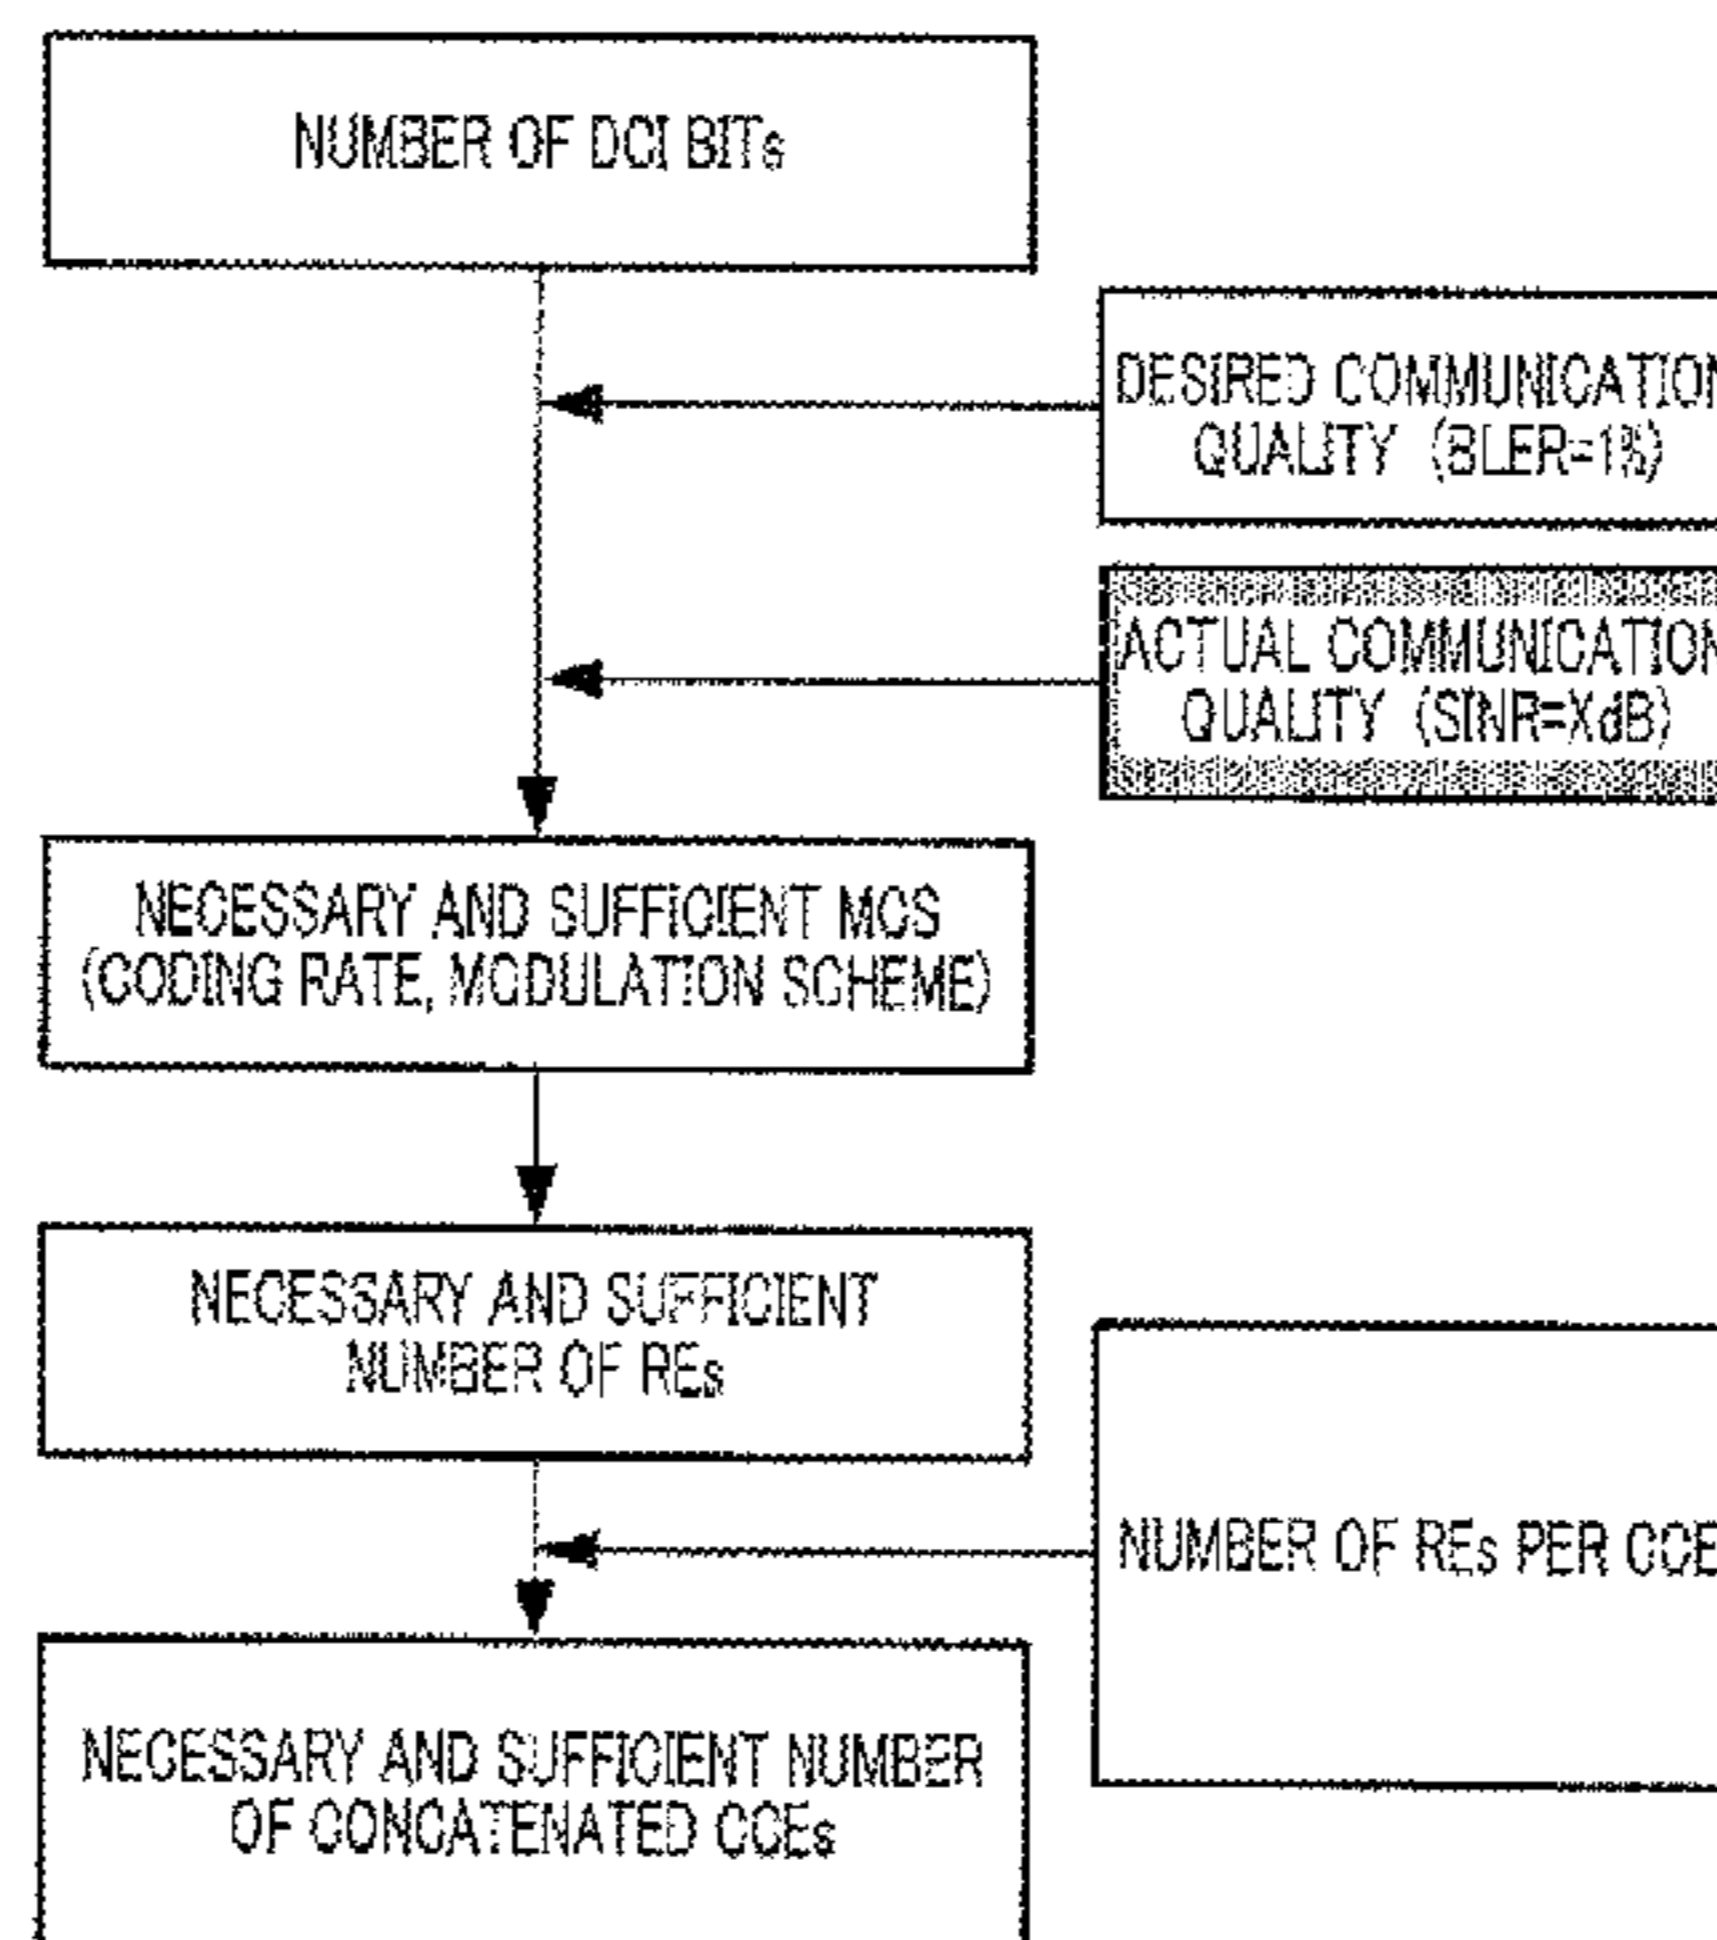 NUMBER OF DCI BITs
DESIRED COMMUNICATION
QUALITY (BLER=1%)
ACTUAL COMMUNICATION
QUALITY (SINR=XdB)
NECESSARY AND SUFFICIENT MCS
(CODING RATE, MODULATION SCHEME)
NECESSARY AND SUFFICIENT
NUMBER OF REs
NUMBER OF REs PER CCE
NECESSARY AND SUFFICIENT NUMBER
OF CONCATENATED CCEs